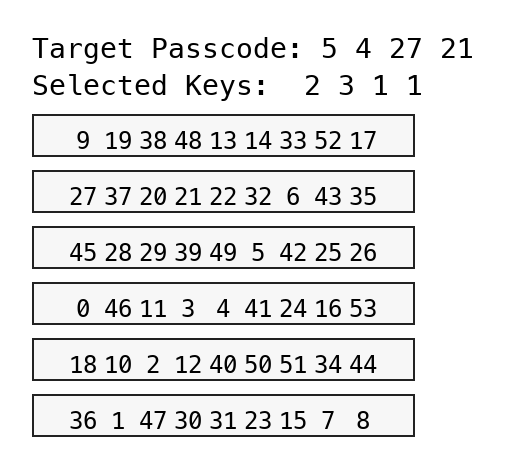 Target Passcode: 5 4 27 21
Selected Keys: 2 3 1 1
9 19 38 48 13 14 33 52 17
27 37 20 21 22 32 6 43 35
45 28 29 39 49 5 42 25 26
0 46 11 3 4 41 24 16 53
18 10 2 12 40 50 51 34 44
36 1 47 30 31 23 15 7 8